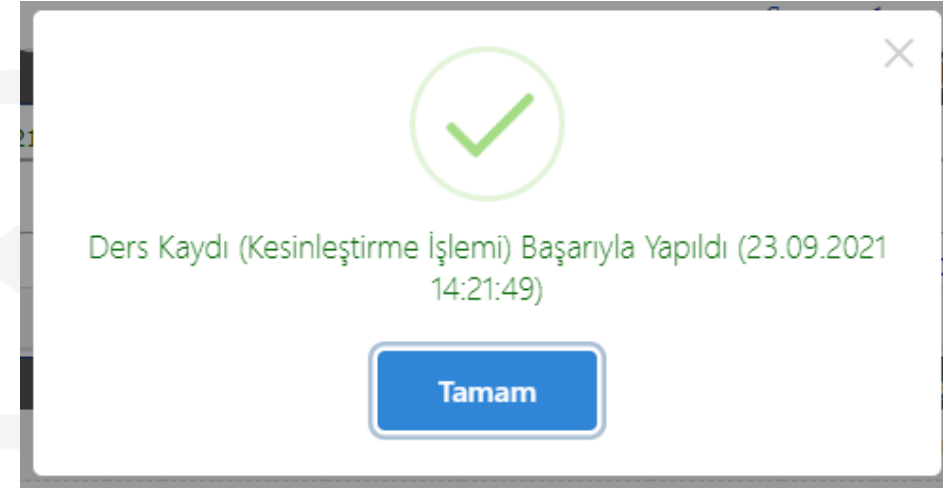 Ders Kaydı (Kesinleştirme İşlemi) Başarıyla Yapıldı (23.09.2021
14:21:49)
Tamam